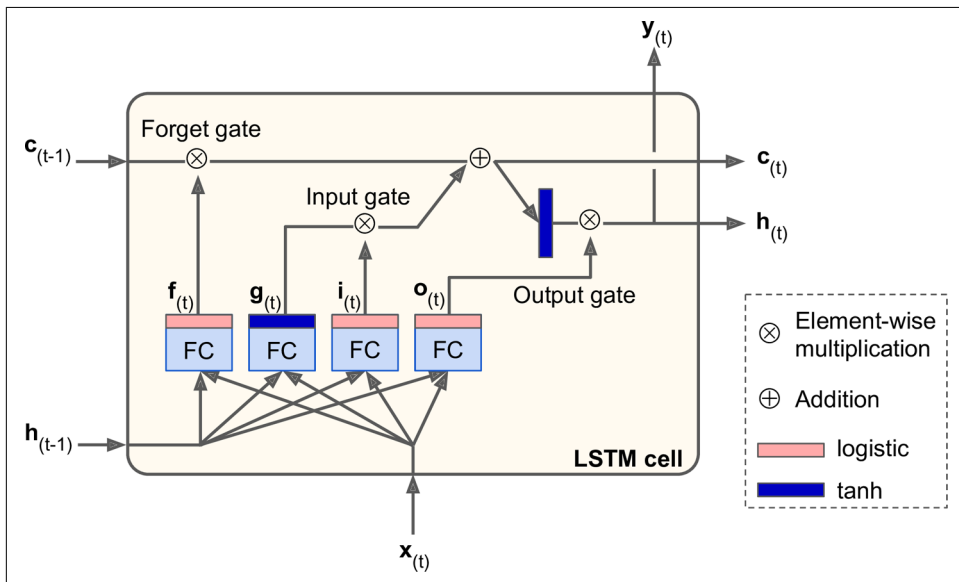 y(t)
Forget gate
c(t-1)
c(t)
Input gate
h(t)
f(t) g(t) i(t) o(t)
Output gate
FC FC FC FC
h(t-1)
LSTM cell
x(t)
Element-wise
multiplication
Addition
logistic
tanh